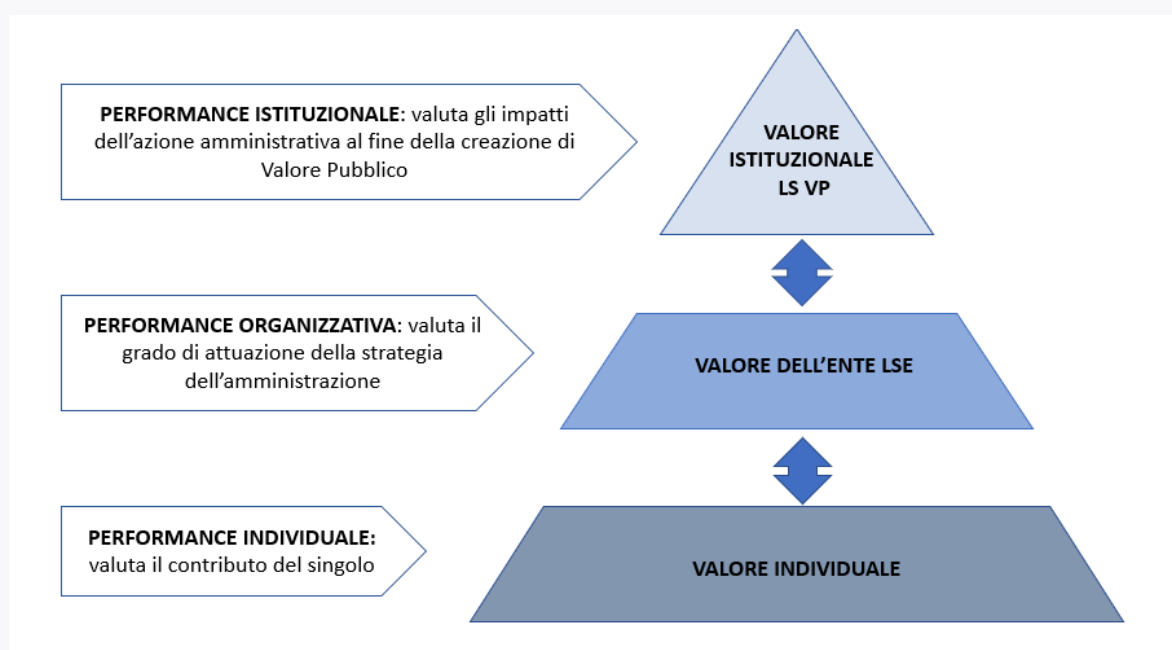 PERFORMANCE ISTITUZIONALE: valuta gli impatti
dell’azione amministrativa al fine della creazione di
Valore Pubblico
VALORE
ISTITUZIONALE
LS VP
PERFORMANCE ORGANIZZATIVA: valuta il
grado di attuazione della strategia
dell’amministrazione
VALORE DELL’ENTE LSE
PERFORMANCE INDIVIDUALE:
valuta il contributo del singolo
VALORE INDIVIDUALE